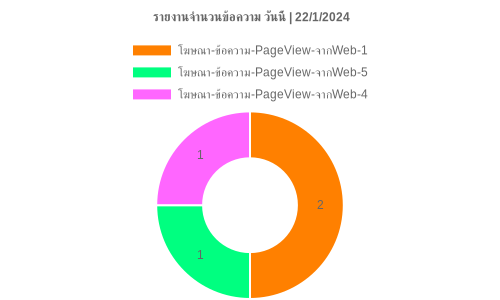 รายงานจำนวนข้อความ วันนี้ | 22/1/2024
โฆษณา-ข้อความ-PageView-จากWeb-1
โฆษณา-ข้อความ-PageView-จากWeb-5
โฆษณา-ข้อความ-PageView-จากWeb-4
1
2
1